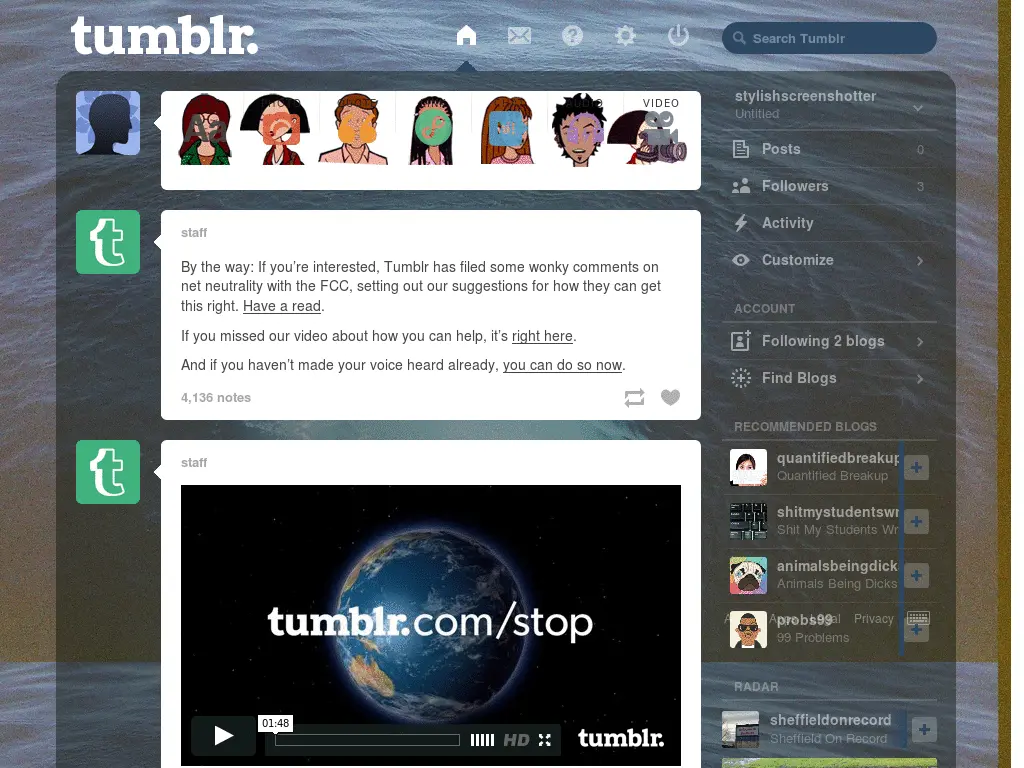 tumblr.
Search Tumblr
Aa
PHOTO
AUDIO
VIDEO
stylishscreenshotter
Untitled
Posts 0
Followers 3
Activity
Customize
staff
By the way: If you’re interested, Tumblr has filed some wonky comments on
net neutrality with the FCC, setting out our suggestions for how they can get
this right. Have a read.
If you missed our video about how you can help, it’s right here.
And if you haven’t made your voice heard already, you can do so now.
4,136 notes
ACCOUNT
Following 2 blogs
Find Blogs
RECOMMENDED BLOGS
quantifiedbreakup
Quantified Breakup
shitmystudentswr
Shit My Students Wr
animalsbeingdick
Animals Being Dicks
probs99
Privacy
99 Problems
staff
tumblr.com/stop
01:48
HD
tumblr.
RADAR
sheffieldonrecord
Sheffield On Record